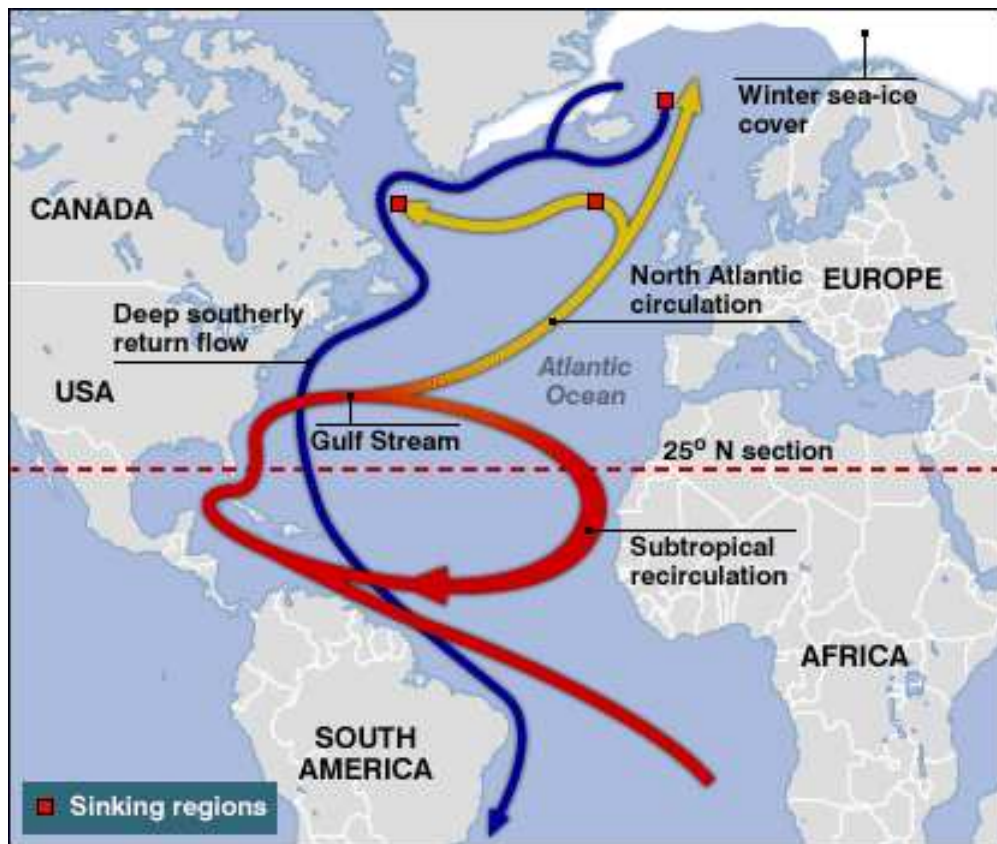 Winter sea-ice
cover
CANADA
North Atlantic
circulation
EUROPE
Deep southerly
return flow
Atlantic
Ocean
USA
Gulf Stream
25° N section
Subtropical
recirculation
AFRICA
SOUTH
AMERICA
Sinking regions